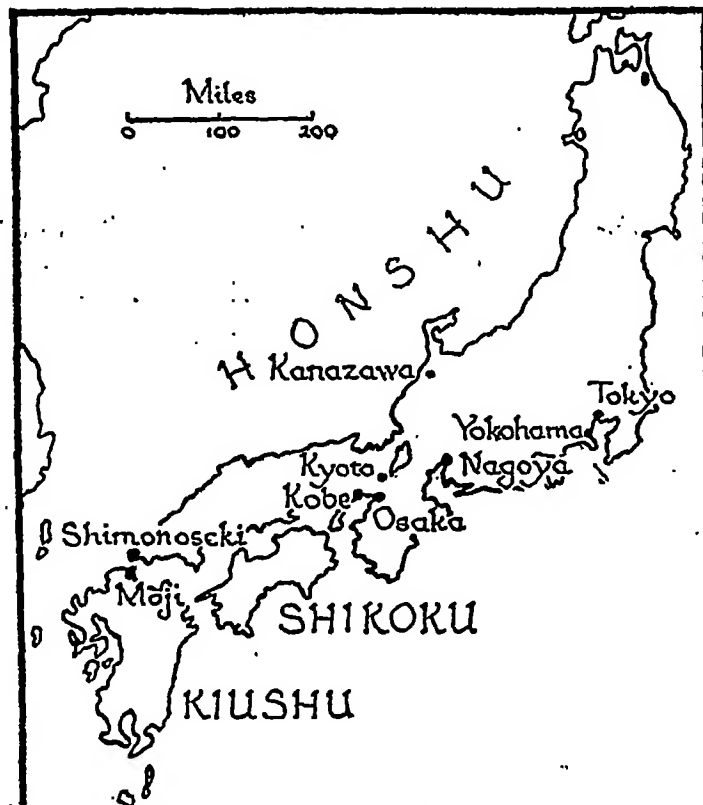 Miles
0 100 200
HONSHU
Kanazawa
Tokyo
Yokohama
Nagoya
Kyoto
Kobe
Osaka
Shimonoseki
Moji
SHIKOKU
KIUSHU